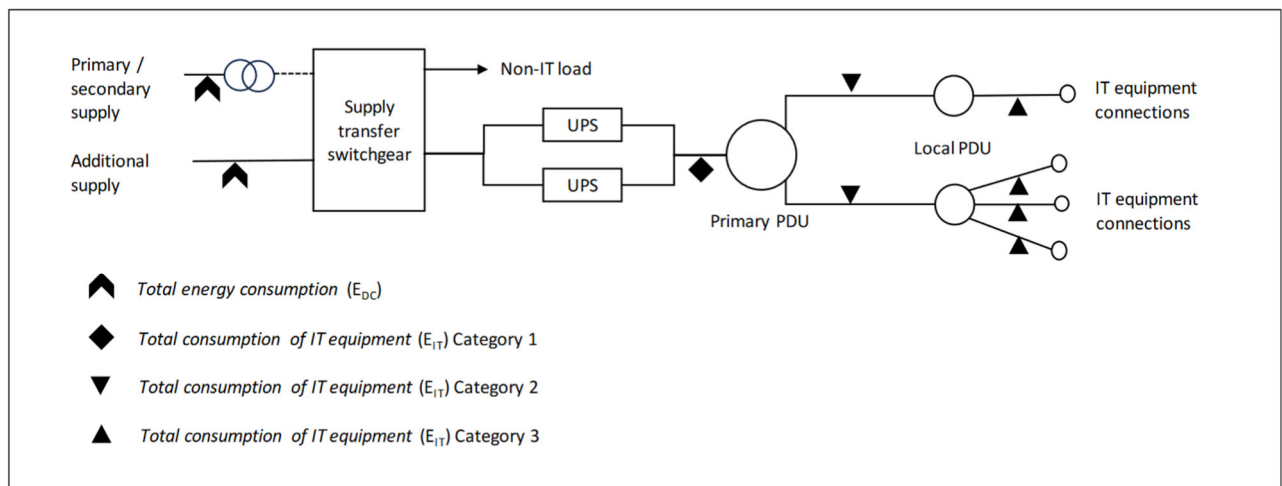 Primary /
secondary
supply
Additional
supply
Supply
transfer
switchgear
Non-IT load
UPS
UPS
Primary PDU
Local PDU
IT equipment
connections
IT equipment
connections
Total energy consumption (EDC)
Total consumption of IT equipment (EIT) Category 1
Total consumption of IT equipment (EIT) Category 2
Total consumption of IT equipment (EIT) Category 3